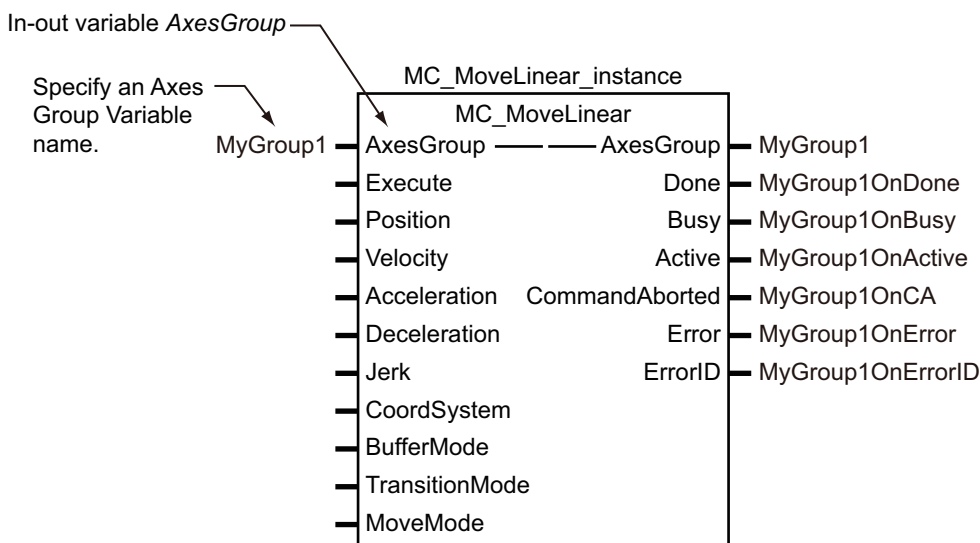 In-out variable AxesGroup
Specify an Axes
Group Variable
name.
MC_MoveLinear_instance
MC_MoveLinear
MyGroup1 AxesGroup AxesGroup MyGroup1
Execute Done MyGroup1OnDone
Position Busy MyGroup1OnBusy
Velocity Active MyGroup1OnActive
Acceleration CommandAborted MyGroup1OnCA
Deceleration Error MyGroup1OnError
Jerk ErrorID MyGroup1OnErrorID
CoordSystem
BufferMode
TransitionMode
MoveMode